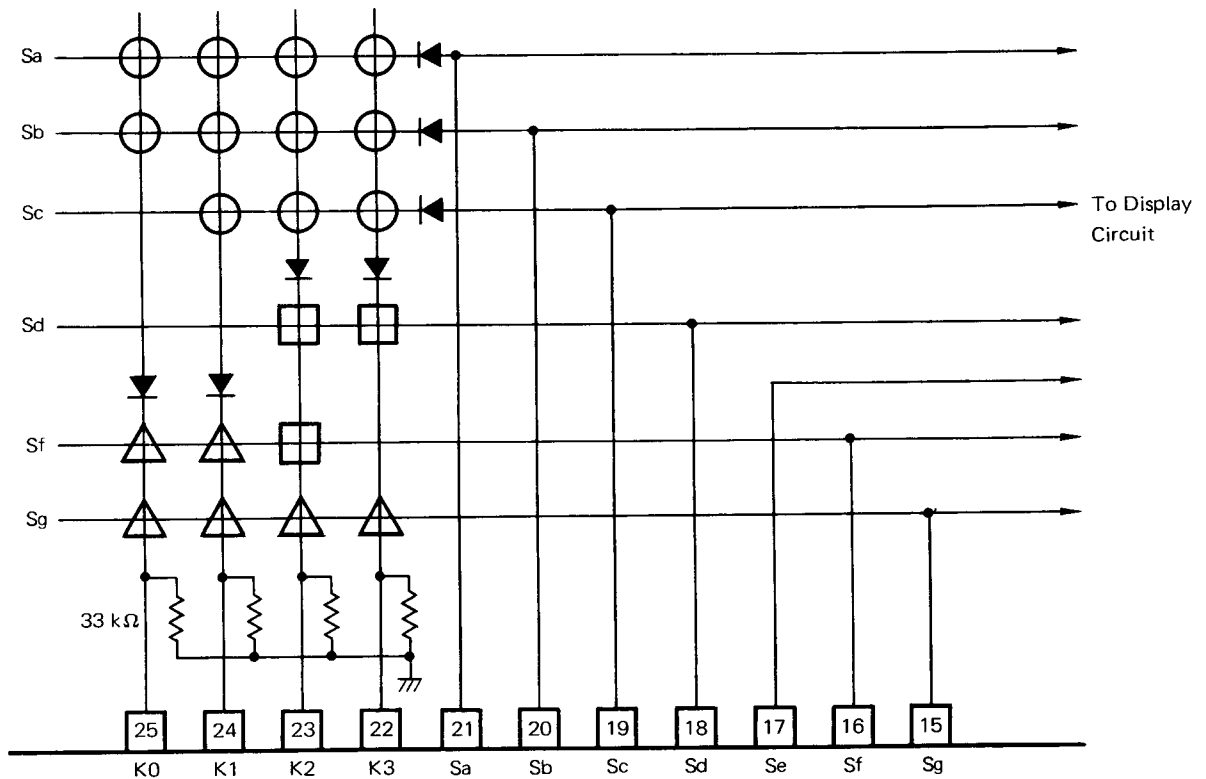 Sa
Sb
Sc
To Display
Circuit
Sd
Sf
Sg
33 kΩ
25 24 23 22 21 20 19 18 17 16 15
K0 K1 K2 K3 Sa Sb Sc Sd Se Sf Sg